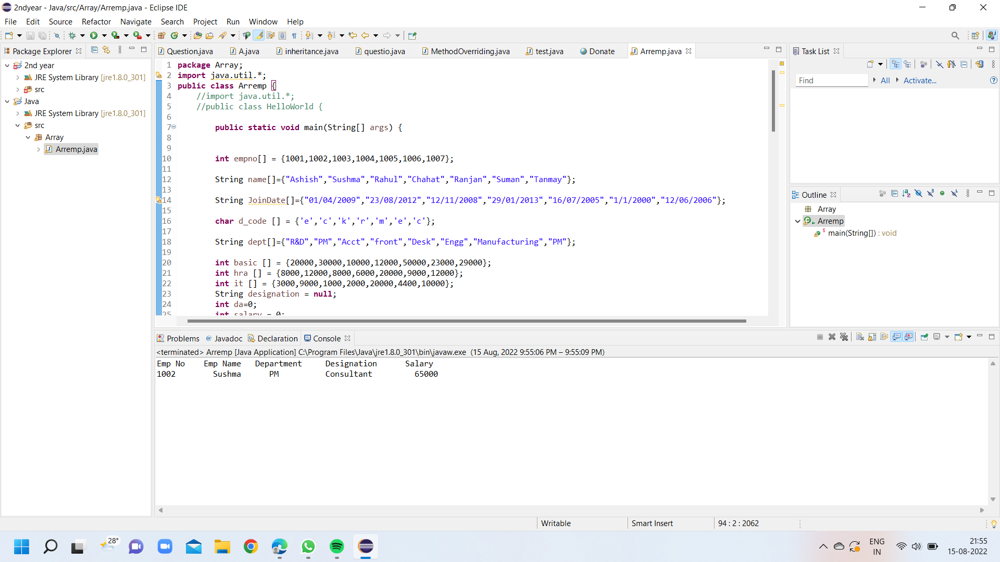 2ndyear - Java/src/Array/Arremp.java - Eclipse IDE
File Edit Source Refactor Navigate Search Project Run Window Help
Package Explorer
2nd year
JRE System Library [jre1.8.0_301]
src
Java
JRE System Library [jre1.8.0_301]
src
Array
Arremp.java
Question.java A.java inheritance.java questio.java MethodOverriding.java test.java Donate Arremp.java
1 package Array;
2 import java.util.*;
3 public class Arremp {
4 //import java.util.*;
5 //public class HelloWorld {
6
7 public static void main(String[] args) {
8
9
10 int empno[] = {1001,1002,1003,1004,1005,1006,1007};
11
12 String name[]={"Ashish","Sushma","Rahul","Chahat","Ranjan","Suman","Tanmay"};
13
14 String JoinDate[]={"01/04/2009","23/08/2012","12/11/2008","29/01/2013","16/07/2005","1/1/2000","12/06/2006"};
15
16 char d_code [] = {'e','c','k','r','m','e','c'};
17
18 String dept[]={"R&D","PM","Acct","front","Desk","Engg","Manufacturing","PM"};
19
20 int basic [] = {20000,30000,10000,12000,50000,23000,29000};
21 int hra [] = {8000,12000,8000,6000,20000,9000,12000};
22 int it [] = {3000,9000,1000,2000,20000,4400,10000};
23 String designation = null;
24 int da=0;
25 int salary = 0;
Task List
Find All Activate...
Outline
Array
Arremp
main(String[]) : void
Problems @ Javadoc Declaration Console
<terminated> Arremp [Java Application] C:\Program Files\Java\jre1.8.0_301\bin\javaw.exe (15 Aug, 2022 9:55:06 PM – 9:55:09 PM)
Emp No Emp Name Department Designation Salary
1002 Sushma PM Consultant 65000
Writable Smart Insert 94 : 2 : 2062
28°
ENG
IN
21:55
15-08-2022